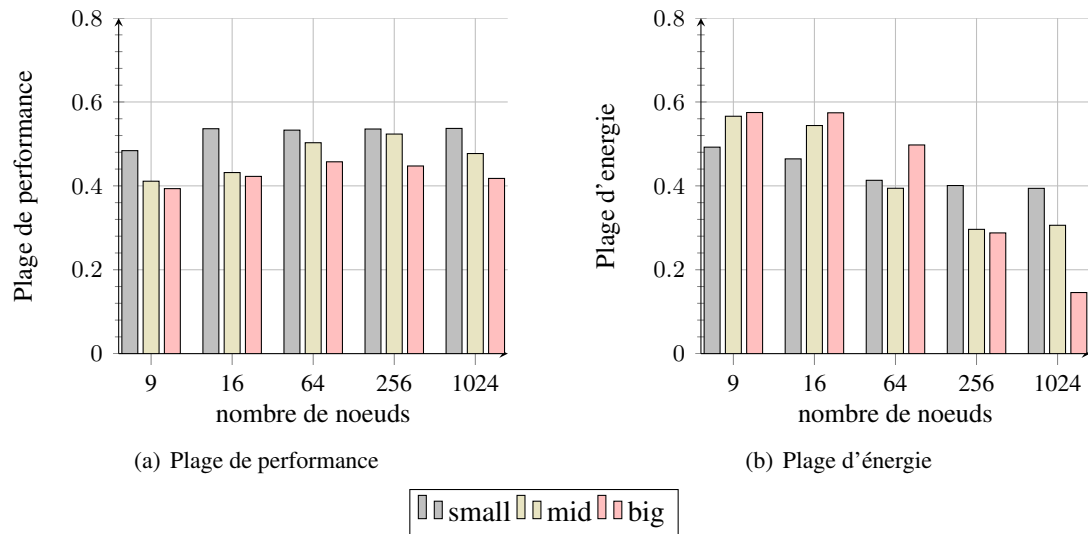 Plage de performance
0.8
0.6
0.4
0.2
0
9 16 64 256 1024
nombre de noeuds
(a) Plage de performance
Plage d'energie
0.8
0.6
0.4
0.2
0
9 16 64 256 1024
nombre de noeuds
(b) Plage d'énergie
small mid big